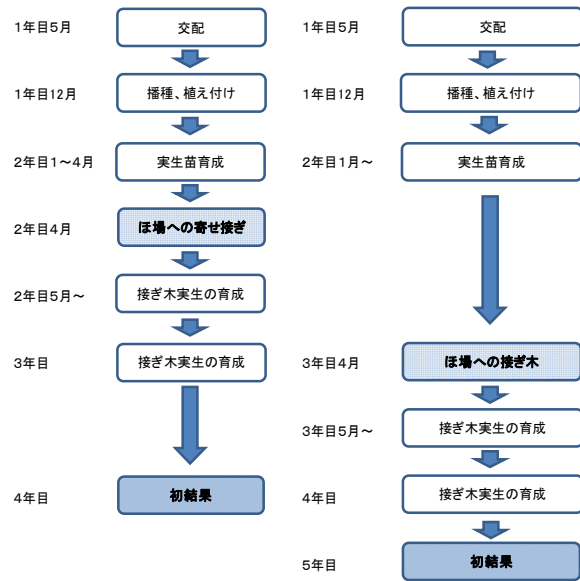 1年目5月
交配
1年目12月
播種、植え付け
2年目1～4月
実生苗育成
2年目4月
ほ場への寄せ接ぎ
2年目5月～
接ぎ木実生の育成
3年目
接ぎ木実生の育成
4年目
初結果
1年目5月
交配
1年目12月
播種、植え付け
2年目1月～
実生苗育成
3年目4月
ほ場への接ぎ木
3年目5月～
接ぎ木実生の育成
4年目
接ぎ木実生の育成
5年目
初結果